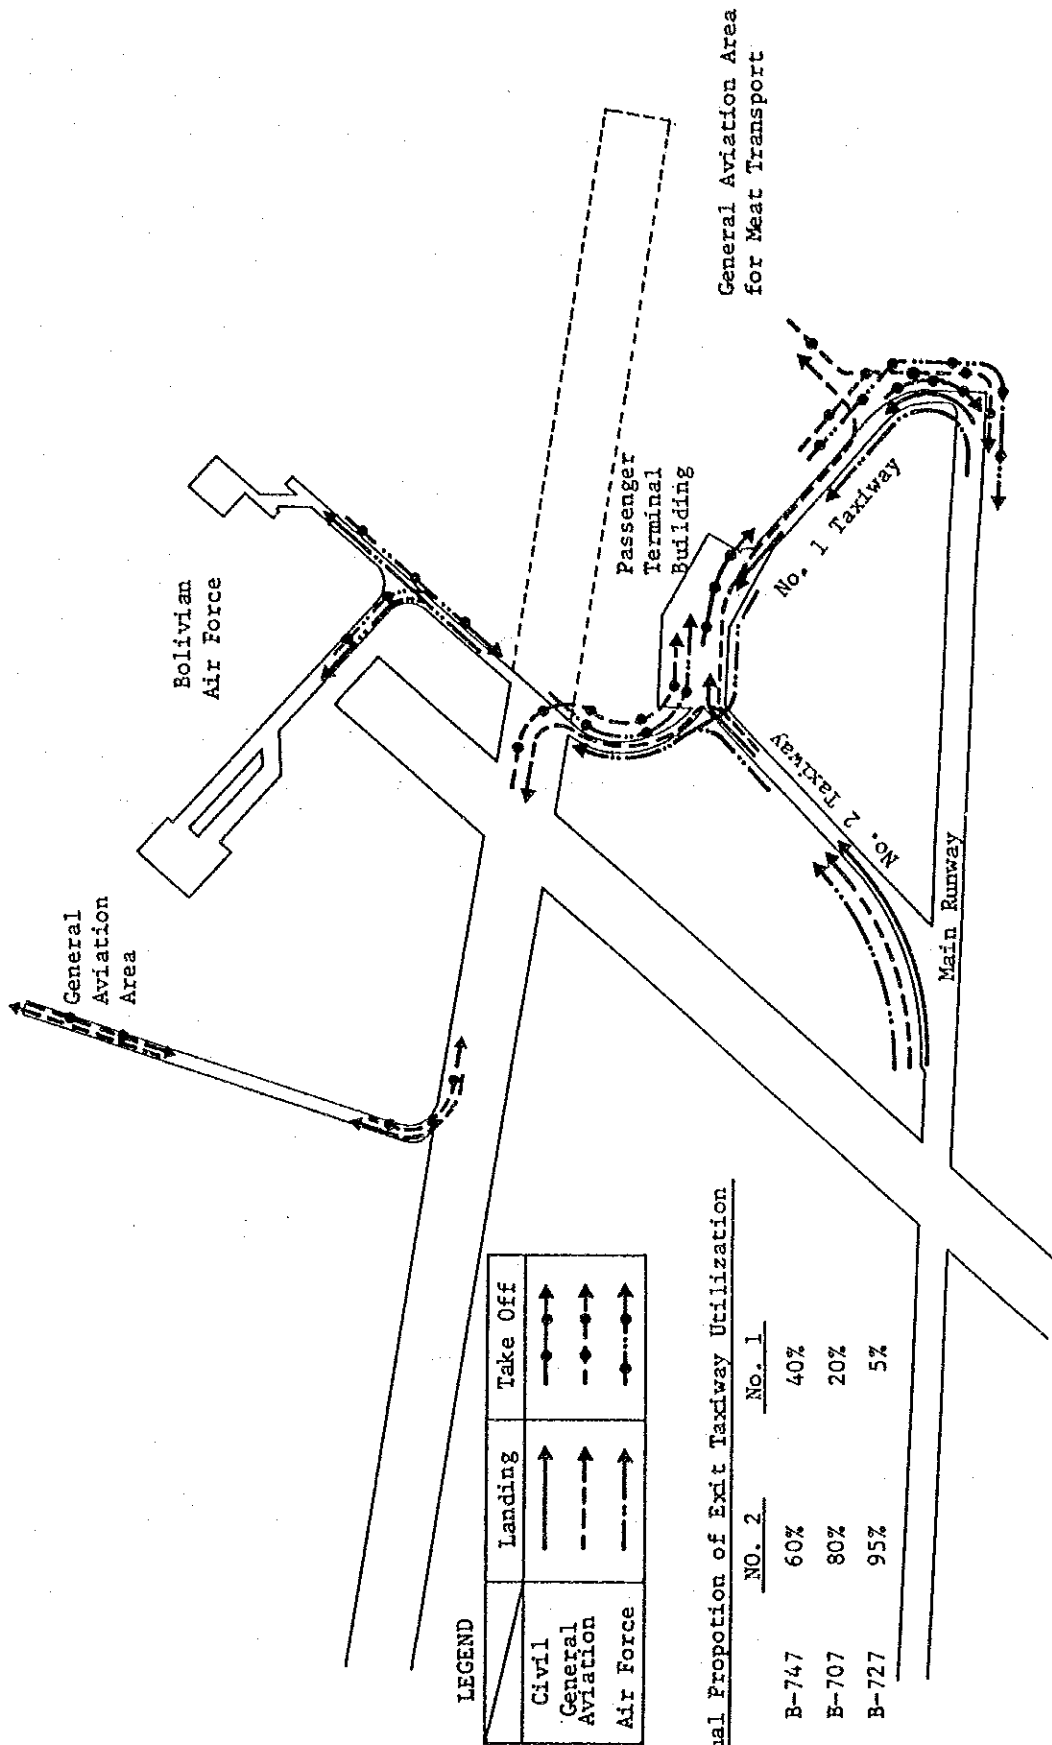 General
Aviation
Area
Bolivian
Air Force
Passenger
Terminal
Building
General Aviation Area
for Meat Transport
No. 1 Taxiway
No. 2 Taxiway
Main Runway
LEGEND
Landing Take Off
Civil
General
Aviation
Air Force
ual Propotion of Exit Taxiway Utilization
NO. 2 No. 1
B-747 60% 40%
B-707 80% 20%
B-727 95% 5%